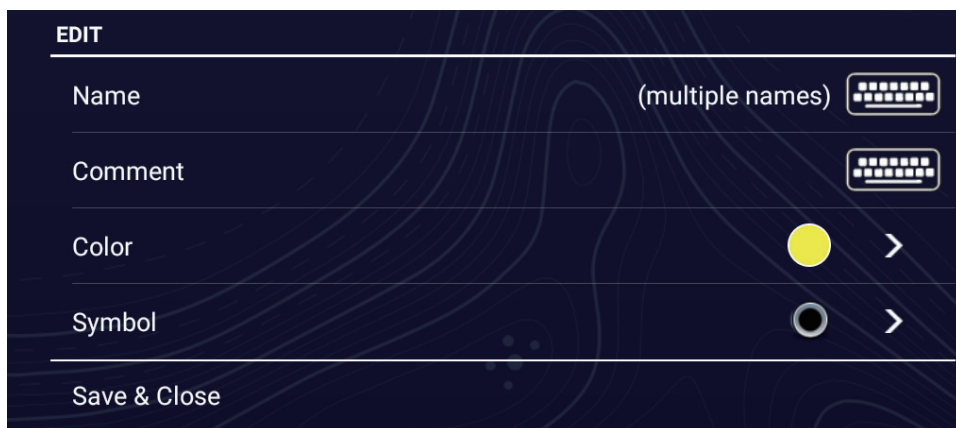 EDIT
Name (multiple names)
Comment
Color
Symbol
Save & Close